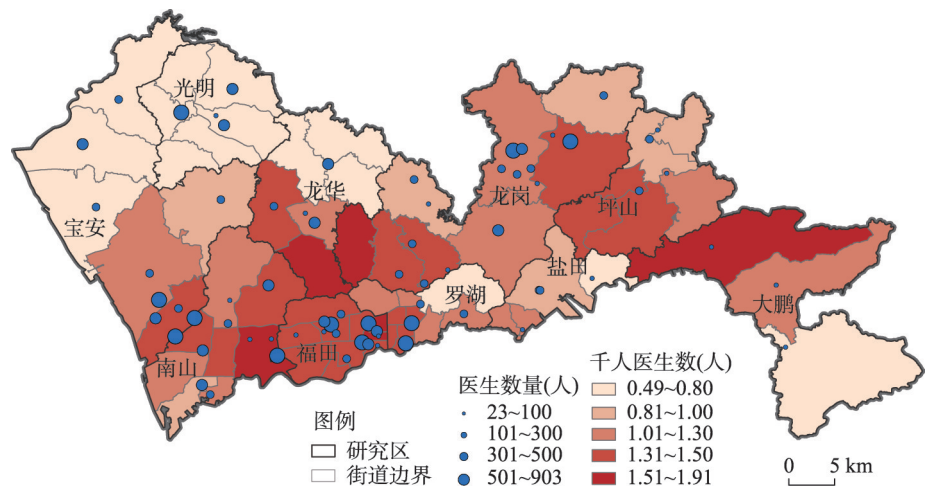 光明
龙华
宝安
龙岗
坪山
盐田
罗湖
大鹏
福田
南山
图例
研究区
街道边界
医生数量(人)
23~100
101~300
301~500
501~903
千人医生数(人)
0.49~0.80
0.81~1.00
1.01~1.30
1.31~1.50
1.51~1.91
0 5 km